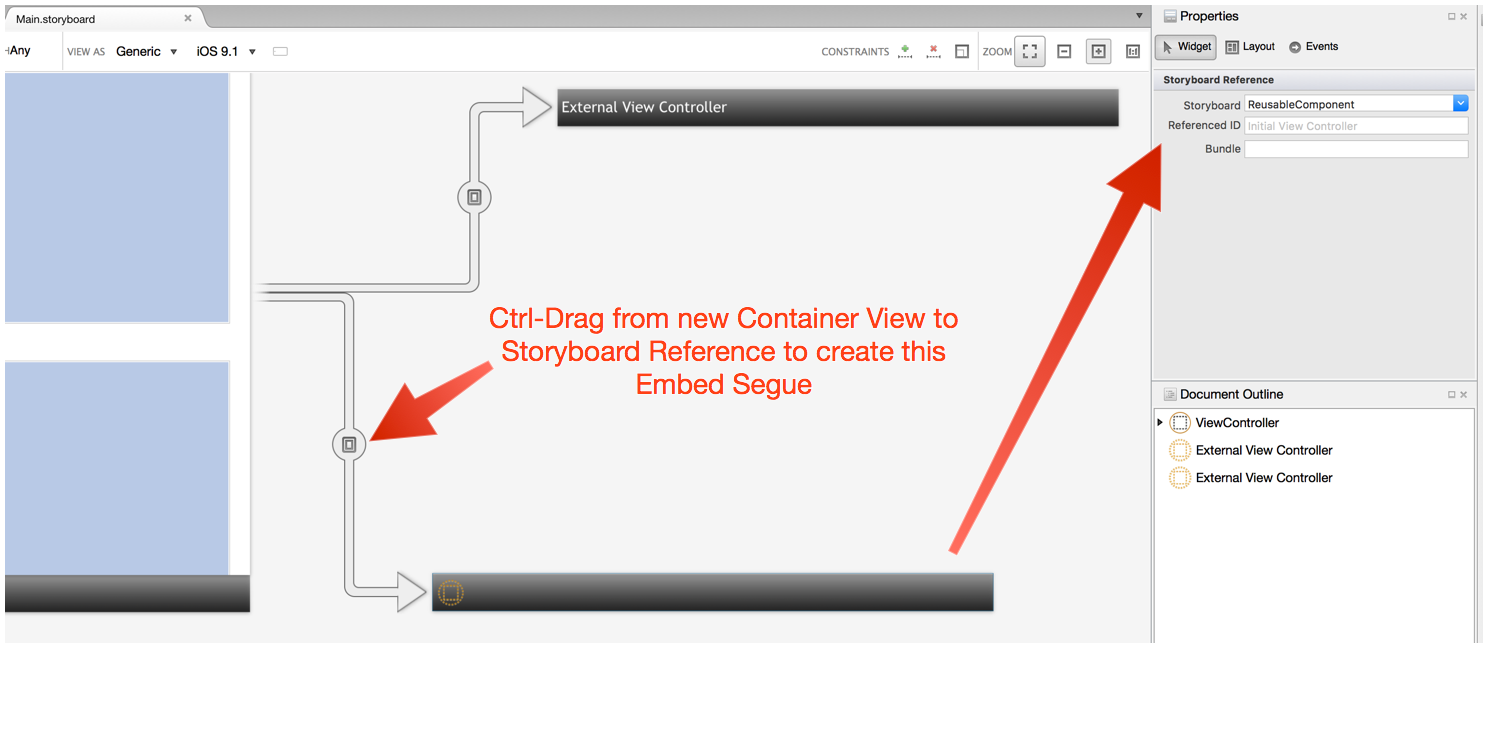 Main.storyboard
Any
VIEW AS Generic iOS 9.1
CONSTRAINTS
ZOOM
External View Controller
Ctrl-Drag from new Container View to
Storyboard Reference to create this
Embed Segue
Properties
Widget Layout Events
Storyboard Reference
Storyboard ReusableComponent
Referenced ID Initial View Controller
Bundle
Document Outline
ViewController
External View Controller
External View Controller